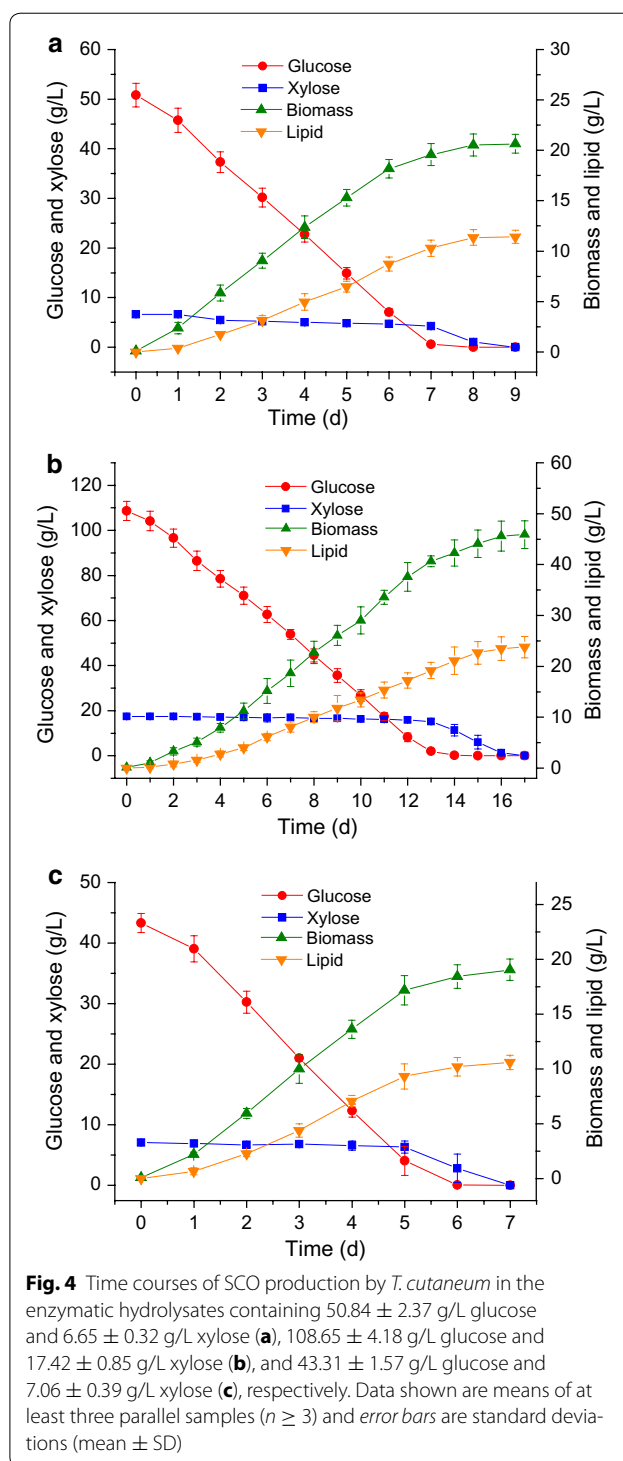 a
60
50
40
30
20
10
0
Glucose and xylose (g/L)
Glucose
Xylose
Biomass
Lipid
30
25
20
15
10
5
0
Biomass and lipid (g/L)
0 1 2 3 4 5 6 7 8 9
Time (d)
b
120
100
80
60
40
20
0
Glucose and xylose (g/L)
Glucose
Xylose
Biomass
Lipid
60
50
40
30
20
10
0
Biomass and lipid (g/L)
0 2 4 6 8 10 12 14 16
Time (d)
c
50
40
30
20
10
0
Glucose and xylose (g/L)
Glucose
Xylose
Biomass
Lipid
25
20
15
10
5
0
Biomass and lipid (g/L)
0 1 2 3 4 5 6 7
Time (d)
Fig. 4 Time courses of SCO production by T. cutaneum in the
enzymatic hydrolysates containing 50.84 ± 2.37 g/L glucose
and 6.65 ± 0.32 g/L xylose (a), 108.65 ± 4.18 g/L glucose and
17.42 ± 0.85 g/L xylose (b), and 43.31 ± 1.57 g/L glucose and
7.06 ± 0.39 g/L xylose (c), respectively. Data shown are means of at
least three parallel samples (n ≥ 3) and error bars are standard devia-
tions (mean ± SD)